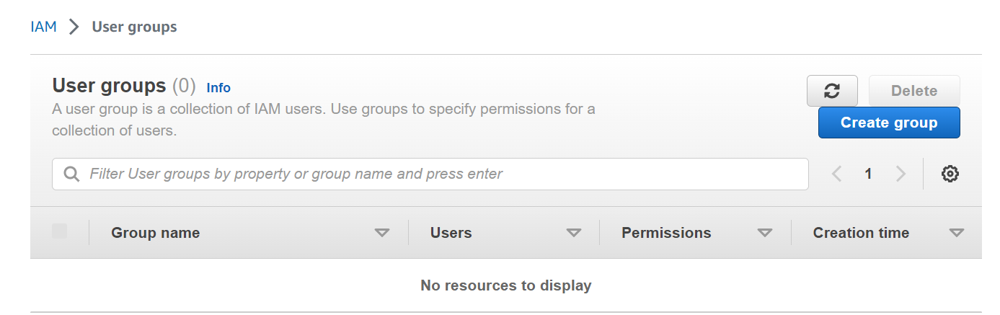 IAM > User groups
User groups (0) Info
A user group is a collection of IAM users. Use groups to specify permissions for a
collection of users.
Delete
Create group
Filter User groups by property or group name and press enter
1
Group name Users Permissions Creation time
No resources to display